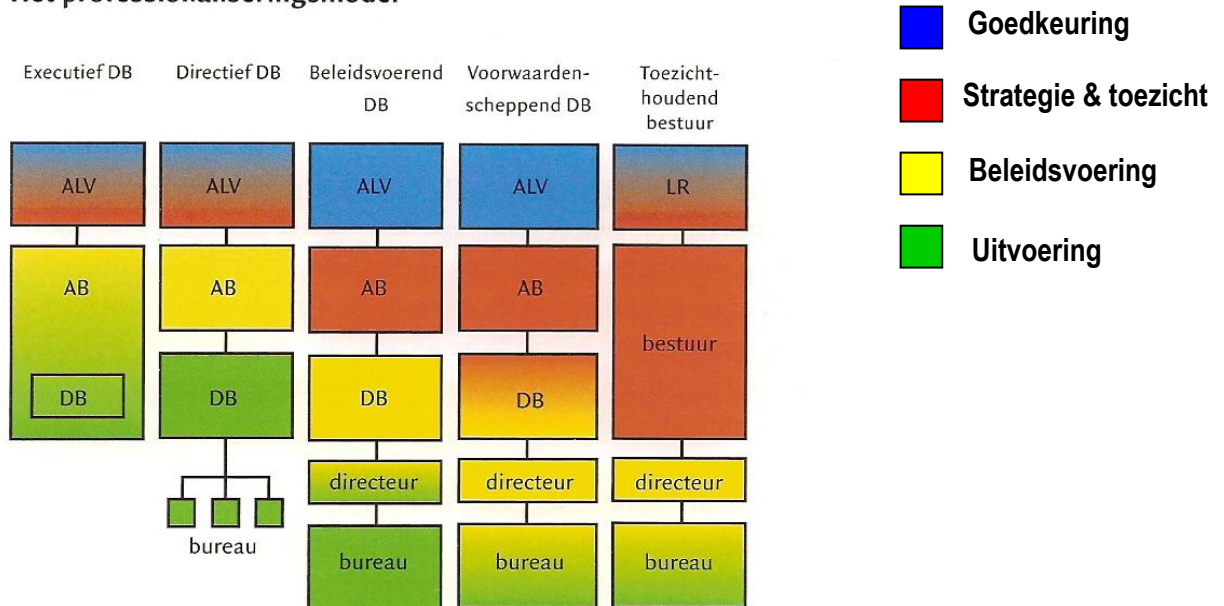 Het professionaliseringsmodel
Executief DB
Directief DB
Beleidsvoerend
DB
Voorwaarden-
scheppend DB
Toezicht-
houdend
bestuur
ALV
ALV
ALV
ALV
LR
AB
AB
AB
AB
bestuur
DB
DB
DB
DB
directeur
directeur
directeur
bureau
bureau
bureau
bureau
Goedkeuring
Strategie & toezicht
Beleidsvoering
Uitvoering